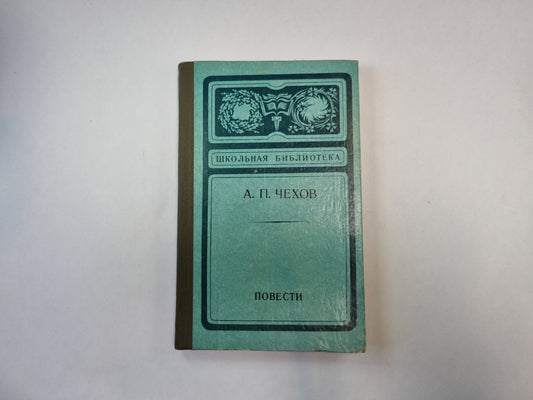 ШКОЛЬНАЯ БИБЛИОТЕКА
А. П. ЧЕХОВ
ПОВЕСТИ